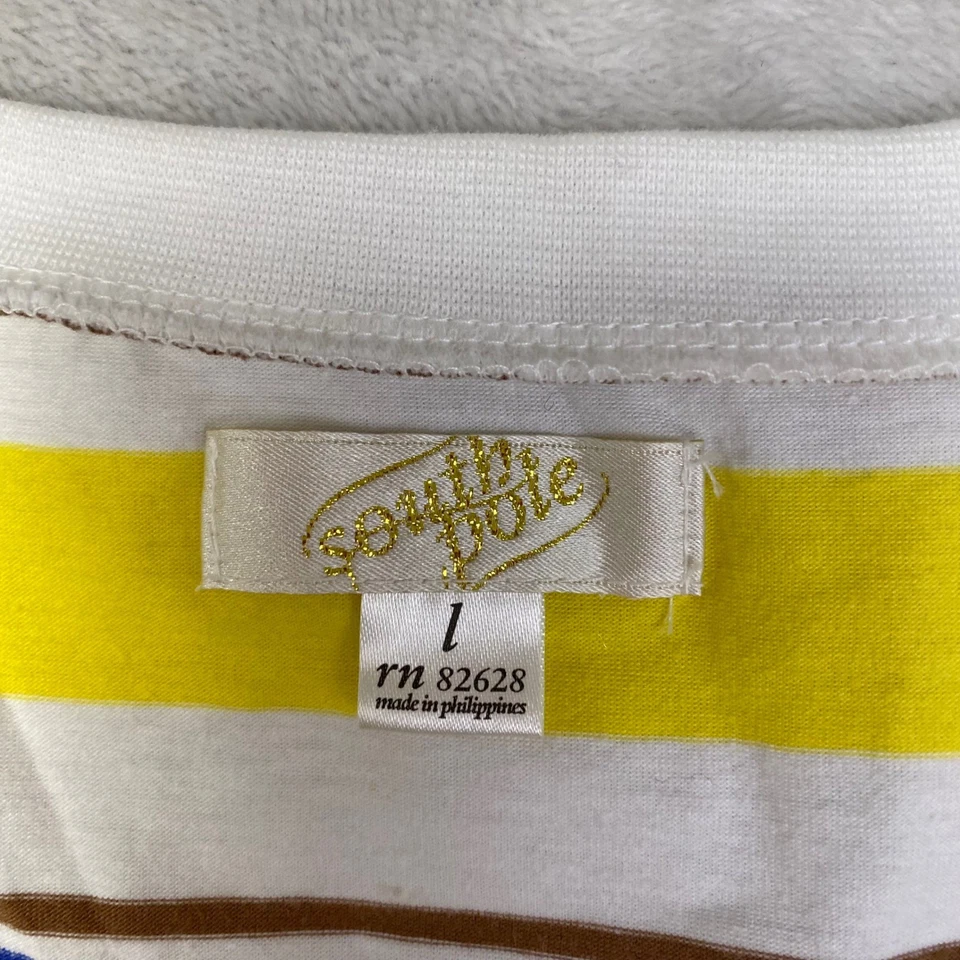 south
pole
l
rn 82628
made in philippines